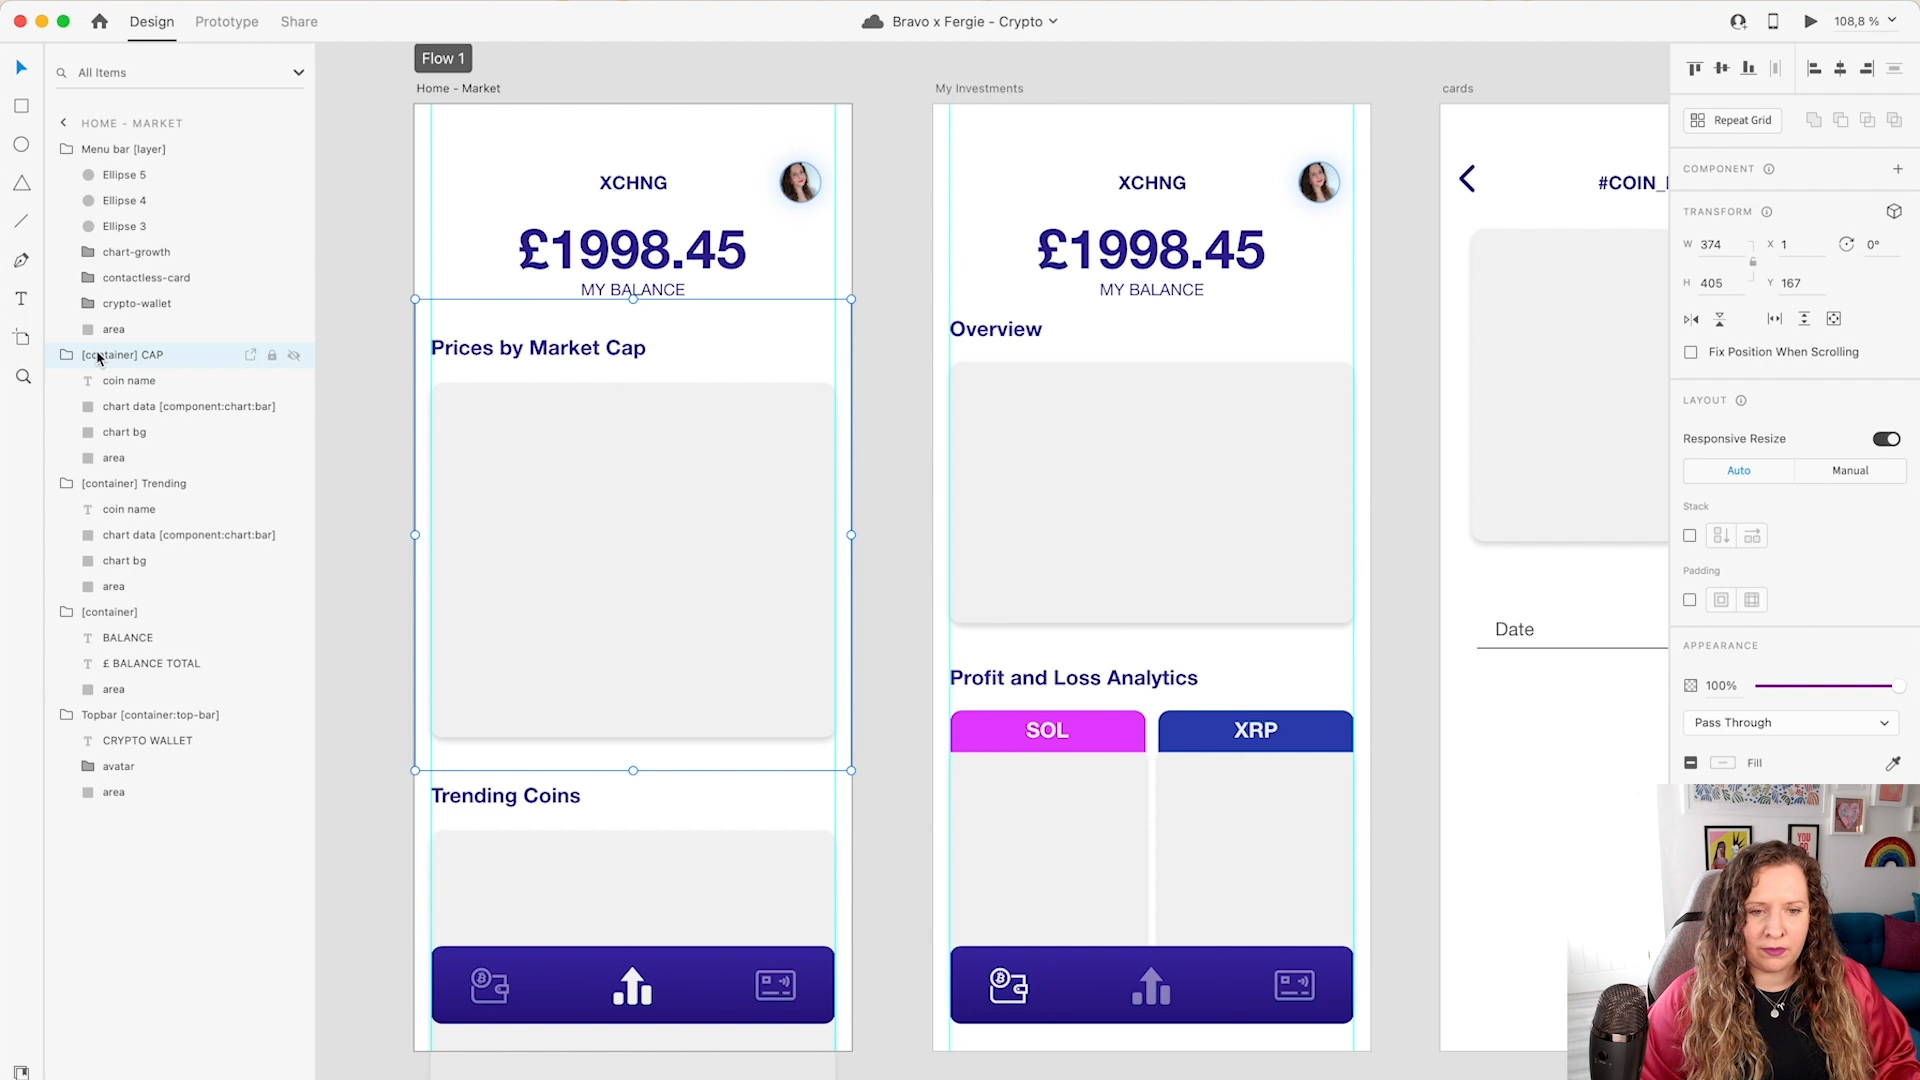 Design
Prototype
Share
Bravo x Fergie - Crypto
108,8 %
All Items
HOME - MARKET
Menu bar [layer]
Ellipse 5
Ellipse 4
Ellipse 3
chart-growth
contactless-card
crypto-wallet
area
[container] CAP
coin name
chart data [component:chart:bar]
chart bg
area
[container] Trending
coin name
chart data [component:chart:bar]
chart bg
area
[container]
BALANCE
£ BALANCE TOTAL
area
Topbar [container:top-bar]
CRYPTO WALLET
avatar
area
Flow 1
Home - Market
XCHNG
£1998.45
MY BALANCE
Prices by Market Cap
Trending Coins
My Investments
XCHNG
£1998.45
MY BALANCE
Overview
Profit and Loss Analytics
SOL
XRP
cards
#COIN_
Date
Repeat Grid
COMPONENT
TRANSFORM
W 374
X 1
0°
H 405
Y 167
Fix Position When Scrolling
LAYOUT
Responsive Resize
Auto
Manual
Stack
Padding
APPEARANCE
100%
Pass Through
Fill